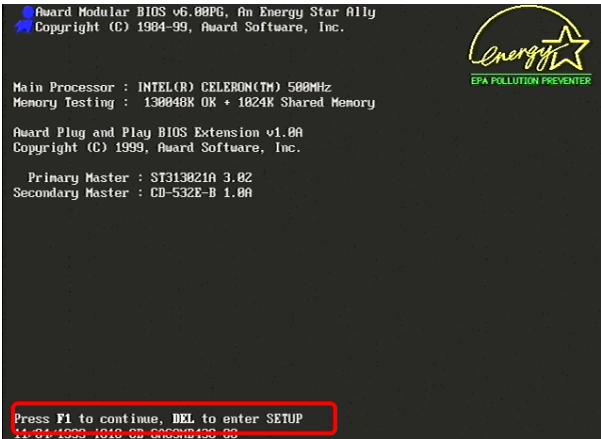 Award Modular BIOS v6.00PG, An Energy Star Ally
Copyright (C) 1984-99, Award Software, Inc.
energy
EPA POLLUTION PREVENTER
Main Processor : INTEL(R) CELERON(TM) 500MHz
Memory Testing :  130048K OK + 1024K Shared Memory
Award Plug and Play BIOS Extension v1.0A
Copyright (C) 1999, Award Software, Inc.
Primary Master : ST313021A 3.02
Secondary Master : CD-532E-B 1.0A
Press F1 to continue, DEL to enter SETUP